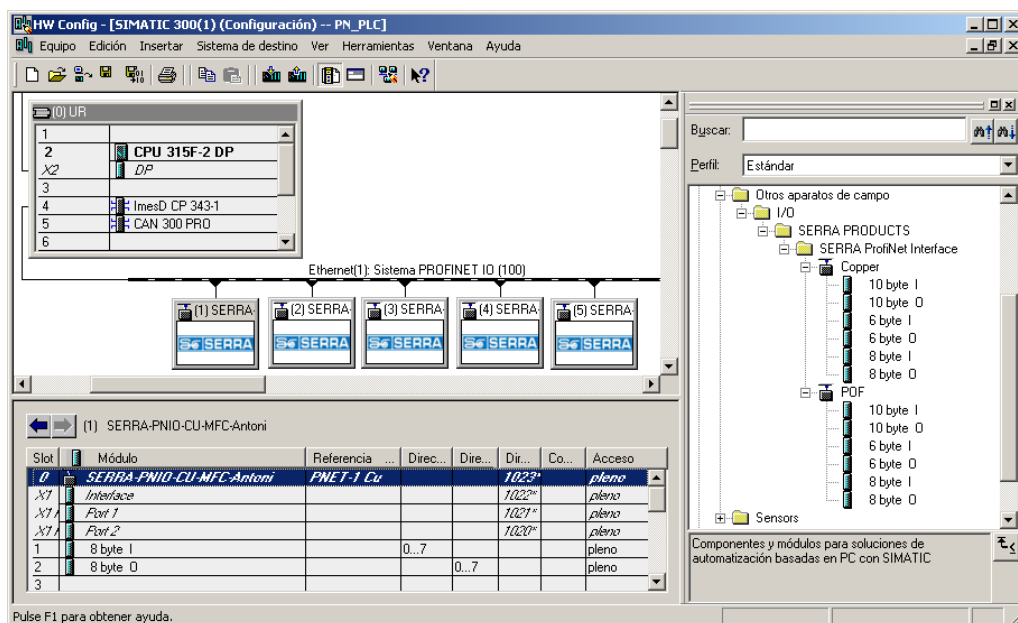 HW Config - [SIMATIC 300(1) (Configuración) -- PN_PLC]
Equipo Edición Insertar Sistema de destino Ver Herramientas Ventana Ayuda
(0) UR
1
2 CPU 315F-2 DP
X2 DP
3
4 ImesD CP 343-1
5 CAN 300 PRO
6
Ethernet(1): Sistema PROFINET IO (100)
(1) SERRA-
SERRA
(2) SERRA-
SERRA
(3) SERRA-
SERRA
(4) SERRA-
SERRA
(5) SERRA-
SERRA
Buscar:
Perfil: Estándar
Otros aparatos de campo
I/O
SERRA PRODUCTS
SERRA ProfiNet Interface
Copper
10 byte I
10 byte O
6 byte I
6 byte O
8 byte I
8 byte O
POF
10 byte I
10 byte O
6 byte I
6 byte O
8 byte I
8 byte O
Sensors
Componentes y módulos para soluciones de
automatización basadas en PC con SIMATIC
(1) SERRA-PNIO-CU-MFC-Antoni
Slot Módulo Referencia ... Direc... Dire... Dir... Co... Acceso
0 SERRA-PNIO-CU-MFC-Antoni PNET-1 Cu 1023* pleno
X1 Interface 1022* pleno
X1 Port 1 1021* pleno
X1 Port 2 1020* pleno
1 8 byte I 0...7 pleno
2 8 byte O 0...7 pleno
3
Pulse F1 para obtener ayuda.